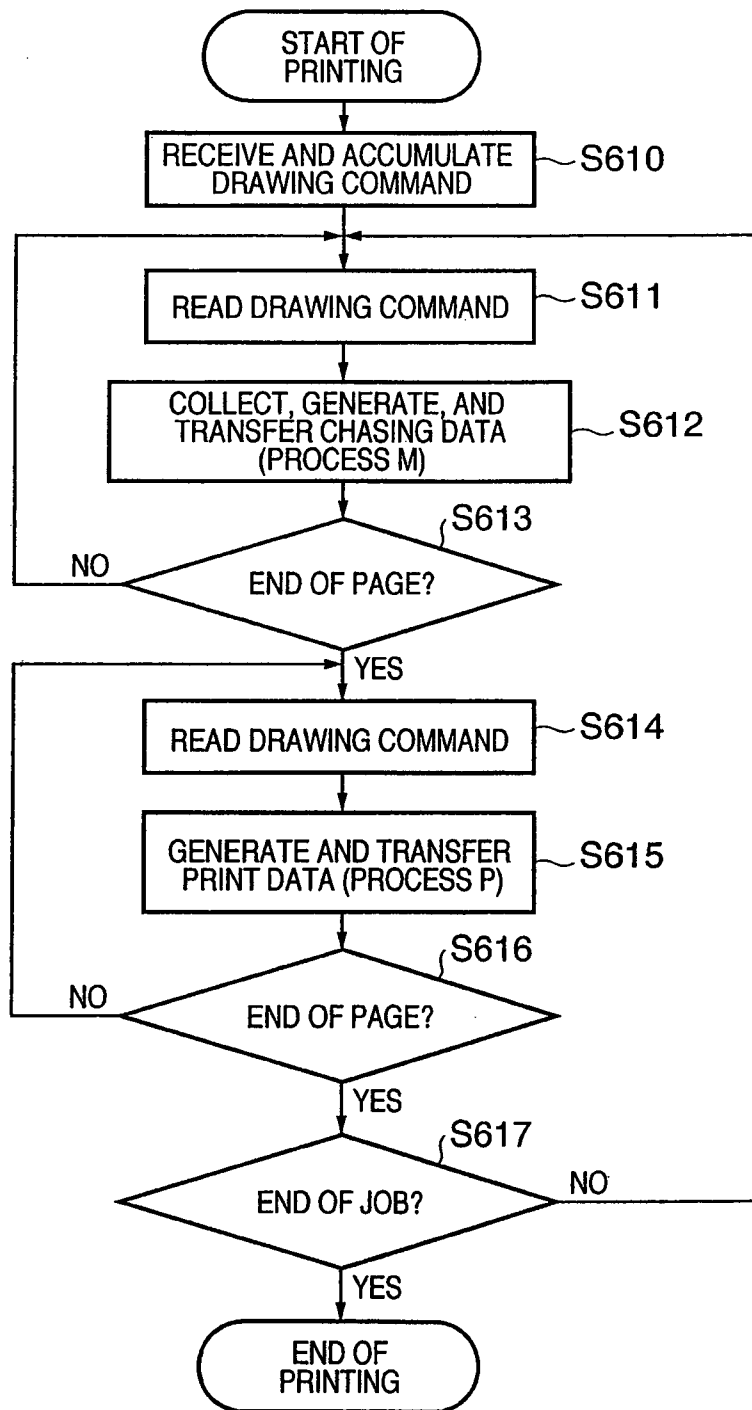 START OF
PRINTING
RECEIVE AND ACCUMULATE
DRAWING COMMAND
S610
READ DRAWING COMMAND
S611
COLLECT, GENERATE, AND
TRANSFER CHASING DATA
(PROCESS M)
S612
S613
NO
END OF PAGE?
YES
READ DRAWING COMMAND
S614
GENERATE AND TRANSFER
PRINT DATA (PROCESS P)
S615
S616
NO
END OF PAGE?
YES
S617
END OF JOB?
NO
YES
END OF
PRINTING